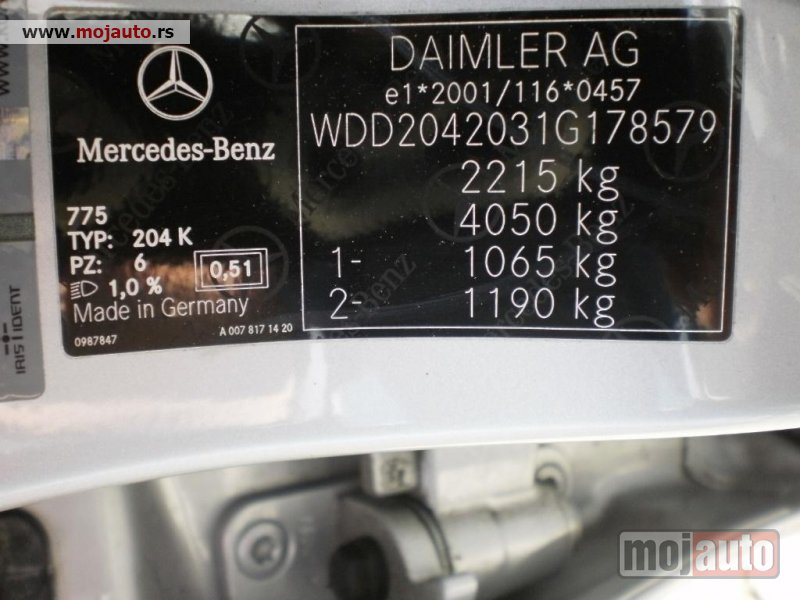 www.mojauto.rs
Mercedes-Benz
775
TYP: 204 K
PZ: 6
0,51
1,0 %
Made in Germany
0987847
A 007 817 14 20
DAIMLER AG
e1*2001/116*0457
WDD2042031G178579
2215 kg
4050 kg
1- 1065 kg
2- 1190 kg
IRIS IDENT
mojauto